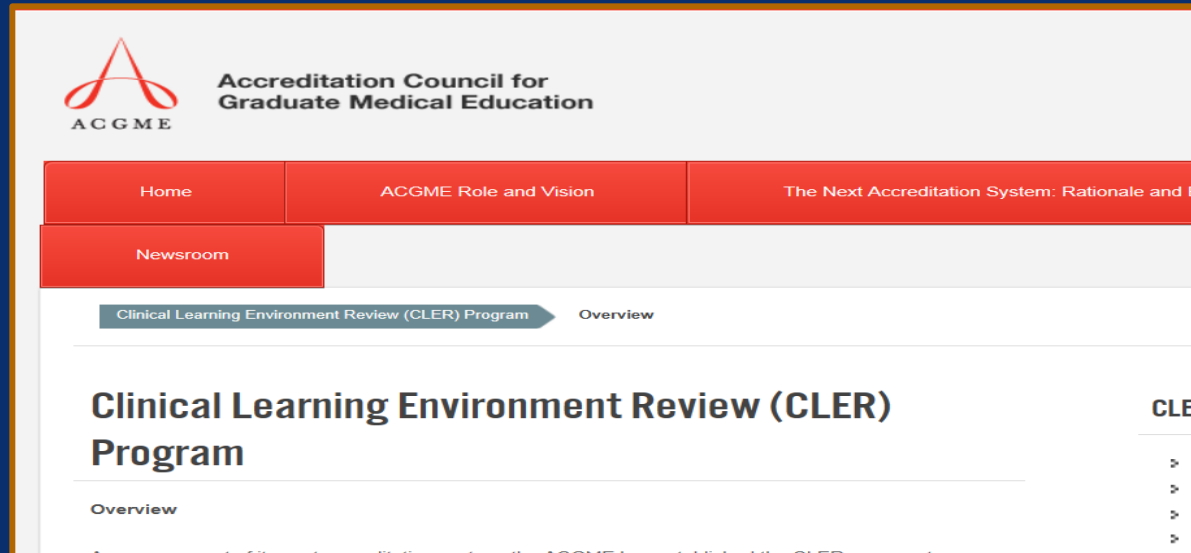 Accreditation Council for
Graduate Medical Education
ACGME
Home ACGME Role and Vision The Next Accreditation System: Rationale and
Newsroom
Clinical Learning Environment Review (CLER) Program Overview
Clinical Learning Environment Review (CLER)
Program
CLE
Overview